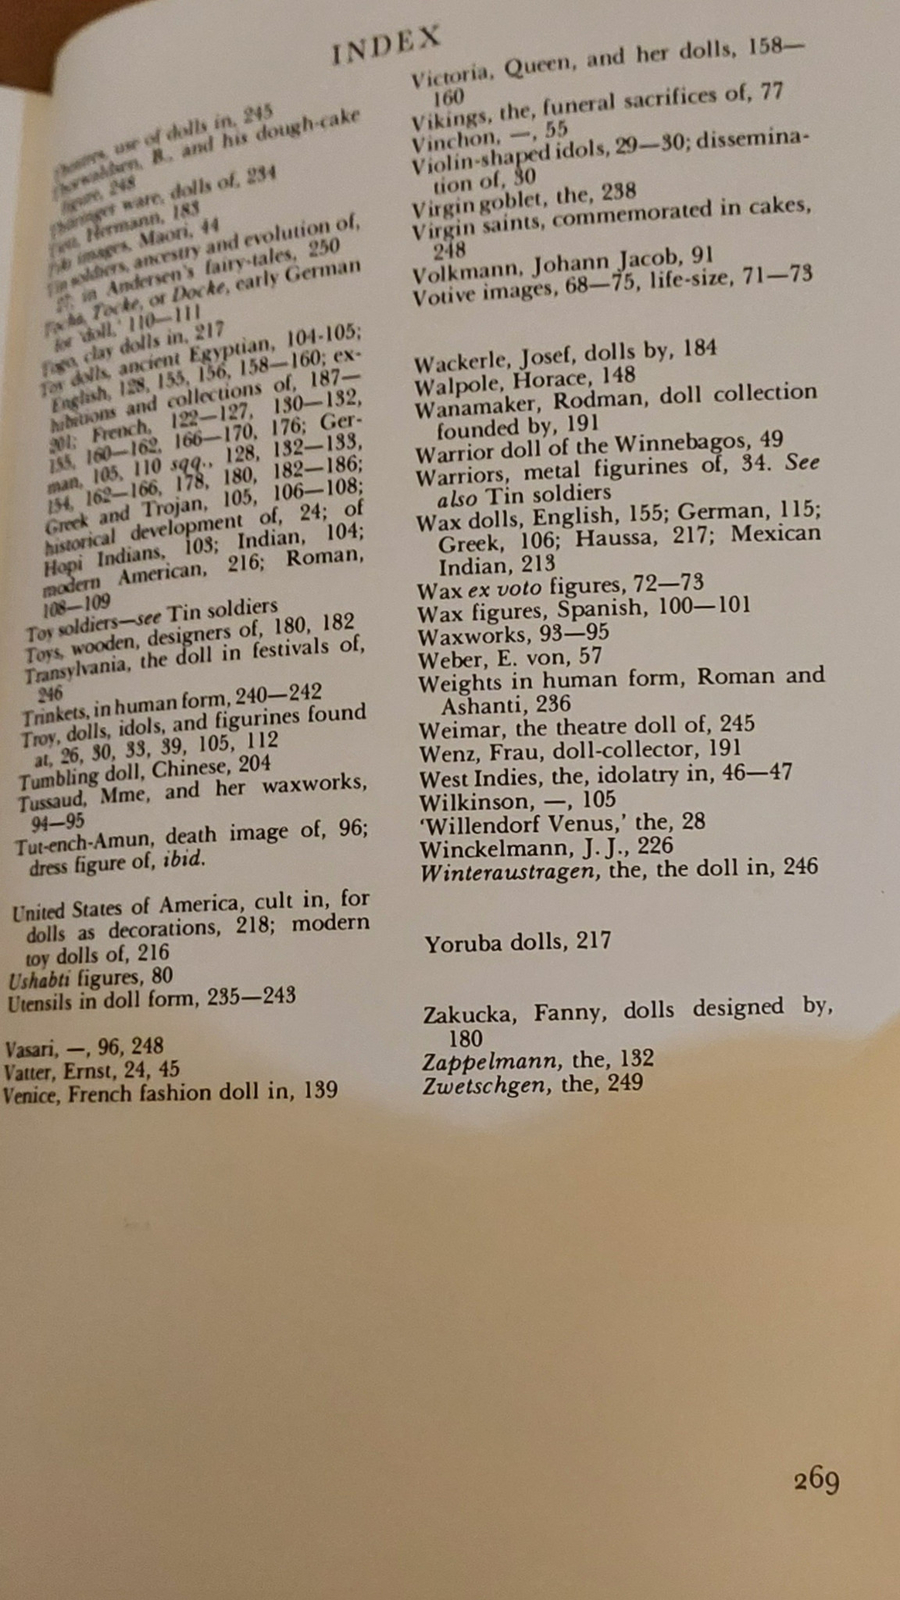 INDEX
Theatres, use of dolls in, 245
Thorwaldsen, B., and his dough-cake
figure, 248
Thüringer ware, dolls of, 234
Hermann, 183
Tiki images, Maori, 44
Tin soldiers, ancestry and evolution of,
in Andersen's fairy-tales, 250
Tocke, or Docke, early German
for 'doll,' 110—111
Togo, clay dolls in, 217
Toy dolls, ancient Egyptian, 104-105;
English, 128, 155, 156, 158—160; ex-
hibitions and collections of, 187—
201; French, 122—127, 130—132,
155, 160—162, 166—170, 176; Ger-
man, 105, 110 sqq., 128, 132—133,
154, 162—166, 178, 180, 182—186;
Greek and Trojan, 105, 106—108;
historical development of, 24; of
Hopi Indians, 103; Indian, 104;
modern American, 216; Roman,
108—109
Toy soldiers—see Tin soldiers
Toys, wooden, designers of, 180, 182
Transylvania, the doll in festivals of,
246
Trinkets, in human form, 240—242
Troy, dolls, idols, and figurines found
at, 26, 30, 33, 39, 105, 112
Tumbling doll, Chinese, 204
Tussaud, Mme, and her waxworks,
94—95
Tut-ench-Amun, death image of, 96;
dress figure of, ibid.
United States of America, cult in, for
dolls as decorations, 218; modern
toy dolls of, 216
Ushabti figures, 80
Utensils in doll form, 235—243
Vasari, —, 96, 248
Vatter, Ernst, 24, 45
Venice, French fashion doll in, 139
Victoria, Queen, and her dolls, 158—
160
Vikings, the, funeral sacrifices of, 77
Vinchon, —, 55
Violin-shaped idols, 29—30; dissemina-
tion of, 30
Virgin goblet, the, 238
Virgin saints, commemorated in cakes,
248
Volkmann, Johann Jacob, 91
Votive images, 68—75, life-size, 71—73
Wackerle, Josef, dolls by, 184
Walpole, Horace, 148
Wanamaker, Rodman, doll collection
founded by, 191
Warrior doll of the Winnebagos, 49
Warriors, metal figurines of, 34. See
also Tin soldiers
Wax dolls, English, 155; German, 115;
Greek, 106; Haussa, 217; Mexican
Indian, 213
Wax ex voto figures, 72—73
Wax figures, Spanish, 100—101
Waxworks, 93—95
Weber, E. von, 57
Weights in human form, Roman and
Ashanti, 236
Weimar, the theatre doll of, 245
Wenz, Frau, doll-collector, 191
West Indies, the, idolatry in, 46—47
Wilkinson, —, 105
'Willendorf Venus,' the, 28
Winckelmann, J. J., 226
Winteraustragen, the, the doll in, 246
Yoruba dolls, 217
Zakucka, Fanny, dolls designed by,
180
Zappelmann, the, 132
Zwetschgen, the, 249
269